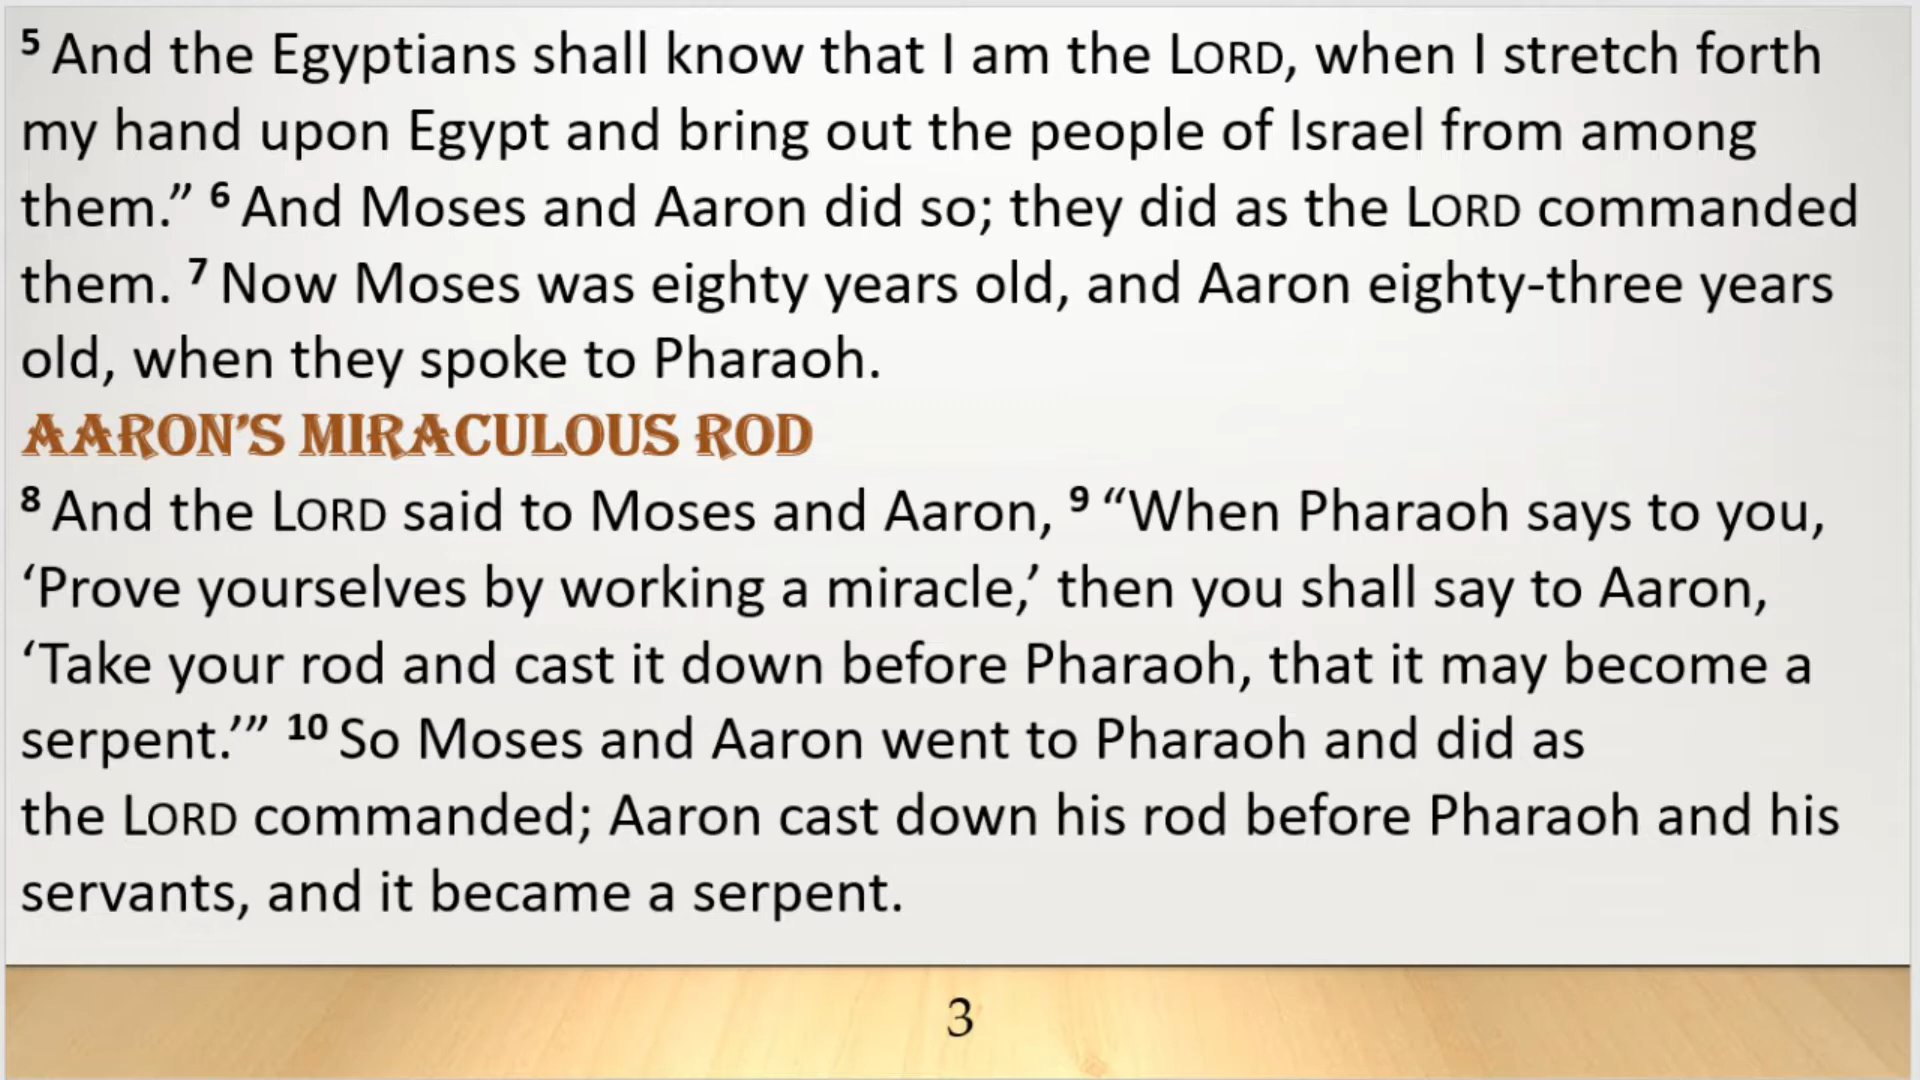 5 And the Egyptians shall know that I am the LORD, when I stretch forth
my hand upon Egypt and bring out the people of Israel from among
them.” 6 And Moses and Aaron did so; they did as the LORD commanded
them. 7 Now Moses was eighty years old, and Aaron eighty-three years
old, when they spoke to Pharaoh.
AARON’S MIRACULOUS ROD
8 And the LORD said to Moses and Aaron, 9 “When Pharaoh says to you,
‘Prove yourselves by working a miracle,’ then you shall say to Aaron,
‘Take your rod and cast it down before Pharaoh, that it may become a
serpent.’” 10 So Moses and Aaron went to Pharaoh and did as
the LORD commanded; Aaron cast down his rod before Pharaoh and his
servants, and it became a serpent.
3